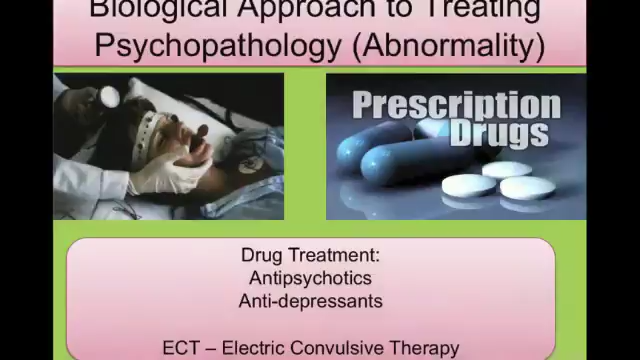 Biological Approach to Treating
Psychopathology (Abnormality)
Prescription
Drugs
Drug Treatment:
Antipsychotics
Anti-depressants
ECT – Electric Convulsive Therapy